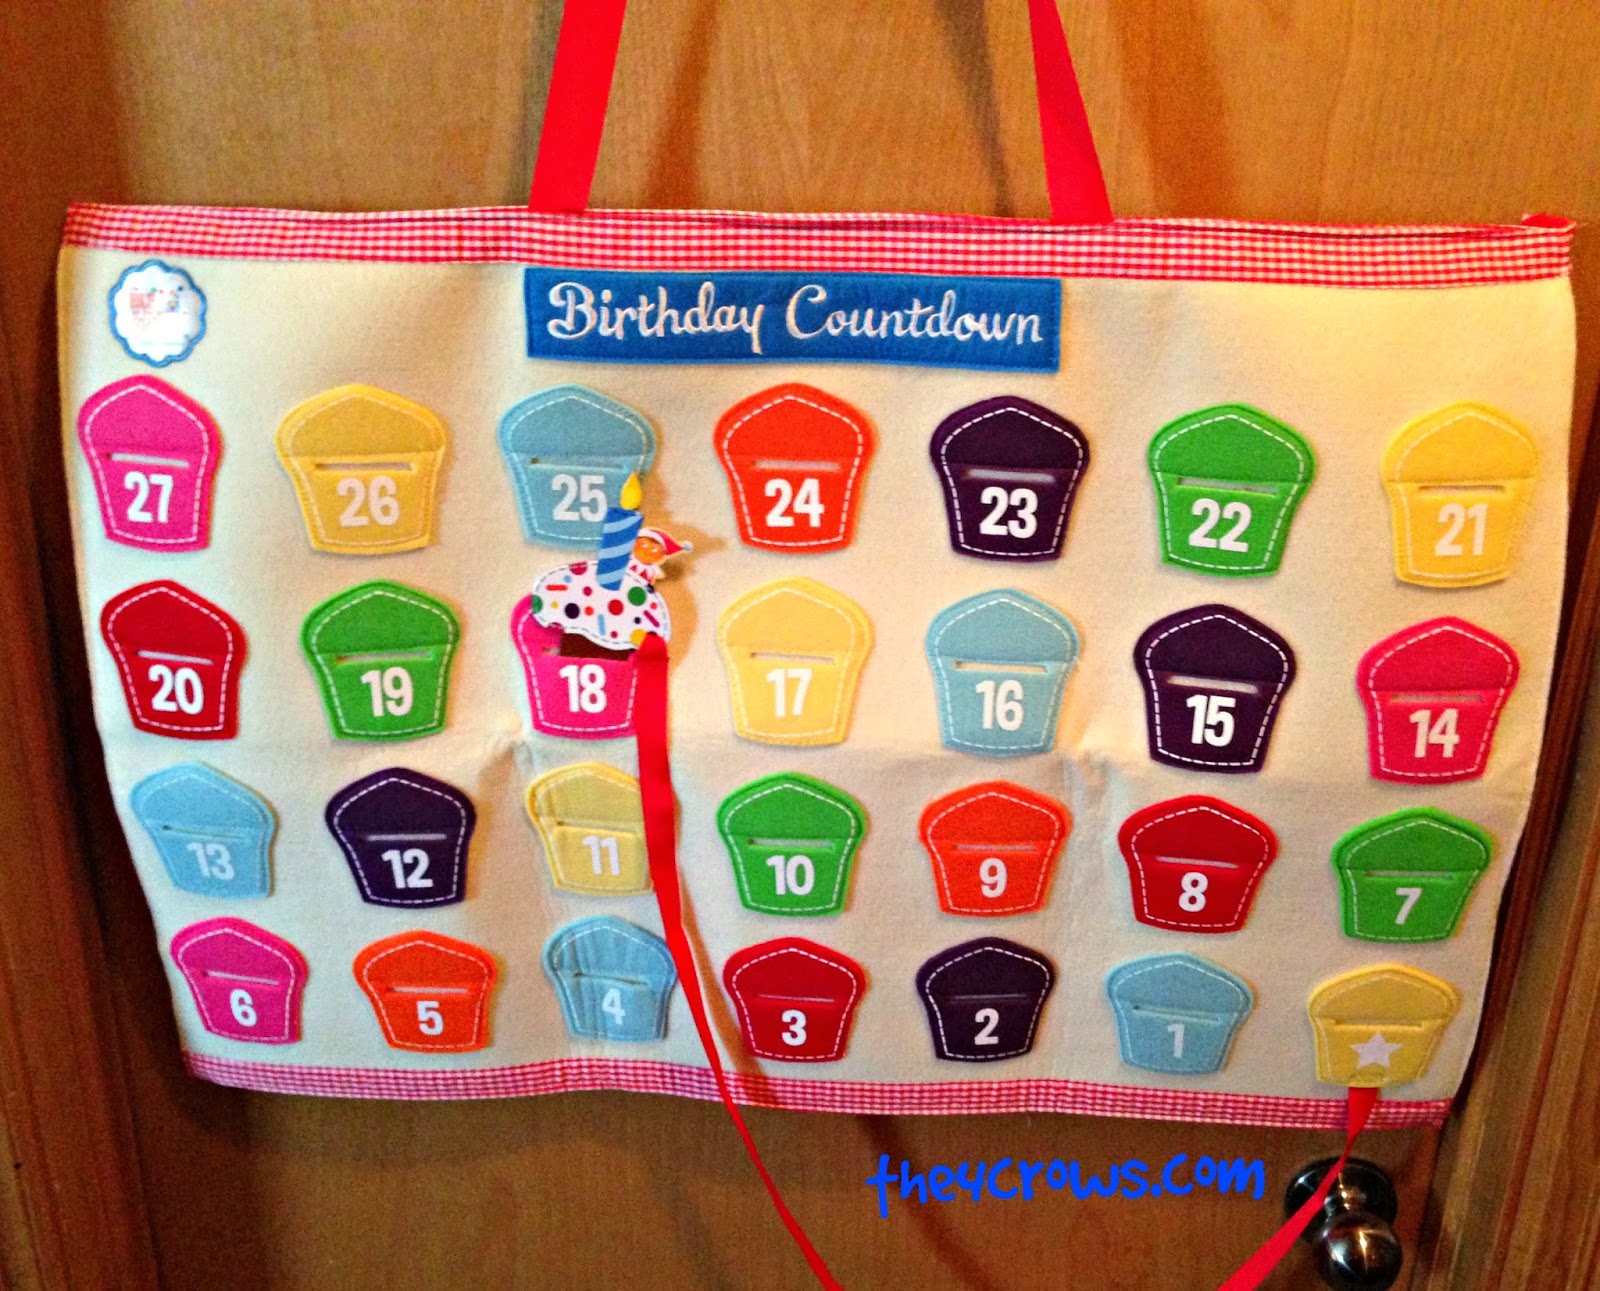 Birthday Countdown
27 26 25 24 23 22 21
20 19 18 17 16 15 14
13 12 11 10 9 8 7
6 5 4 3 2 1
they4crows.com